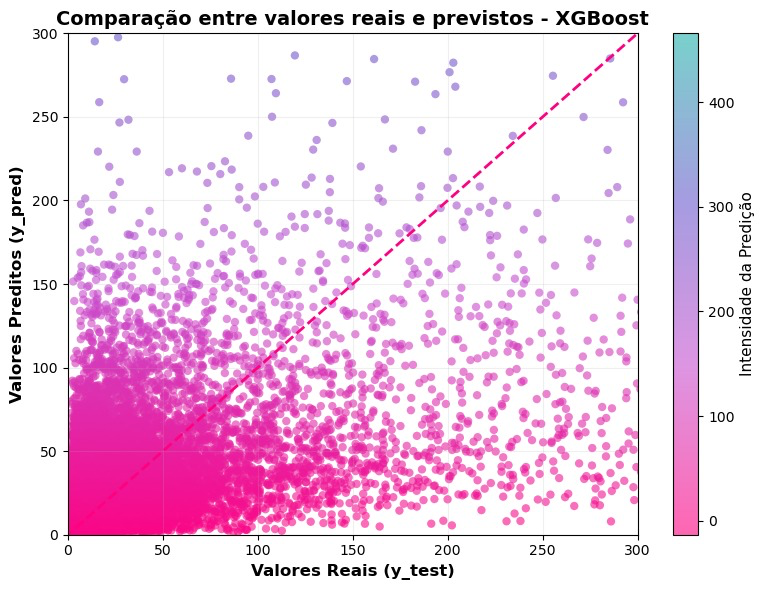 Comparação entre valores reais e previstos - XGBoost
Valores Preditos (y_pred)
300
250
200
150
100
50
0
0 50 100 150 200 250 300
Valores Reais (y_test)
400
300
200
100
0
Intensidade da Predição